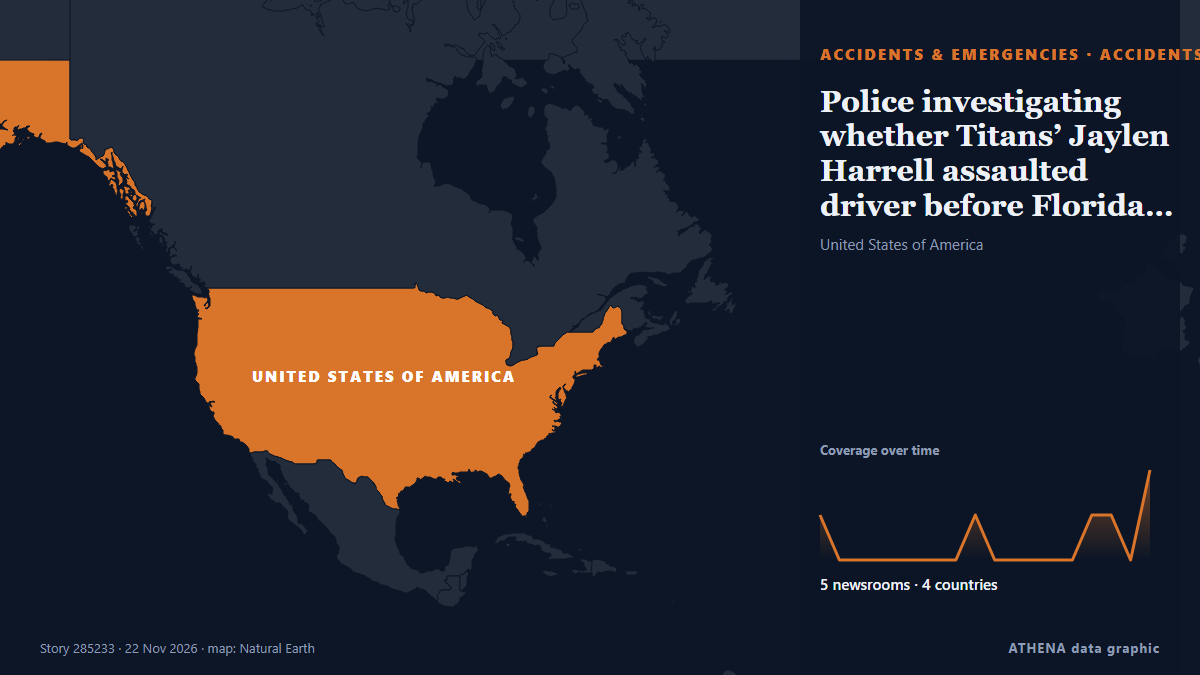 ACCIDENTS & EMERGENCIES · ACCIDENTS
Police investigating
whether Titans’ Jaylen
Harrell assaulted
driver before Florida…
United States of America
UNITED STATES OF AMERICA
Coverage over time
5 newsrooms · 4 countries
Story 285233 · 22 Nov 2026 · map: Natural Earth
ATHENA data graphic